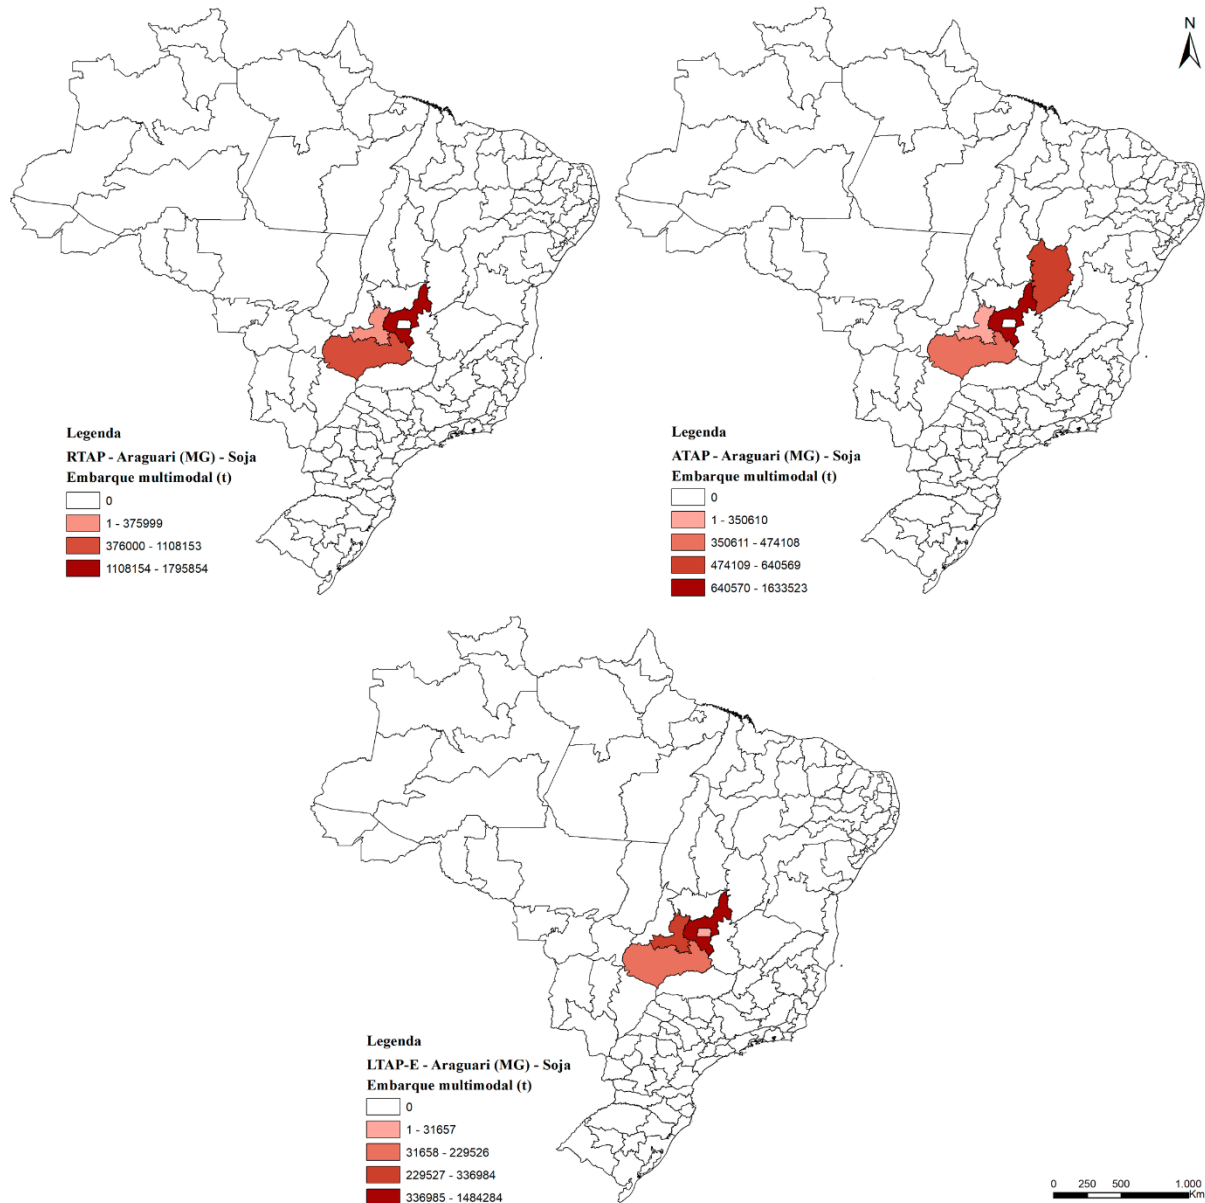 N
Legenda
RTAP - Araguari (MG) - Soja
Embarque multimodal (t)
0
1 - 375999
376000 - 1108153
1108154 - 1795854
Legenda
ATAP - Araguari (MG) - Soja
Embarque multimodal (t)
0
1 - 350610
350611 - 474108
474109 - 640569
640570 - 1633523
Legenda
LTAP-E - Araguari (MG) - Soja
Embarque multimodal (t)
0
1 - 31657
31658 - 229526
229527 - 336984
336985 - 1484284
0 250 500 1.000
Km